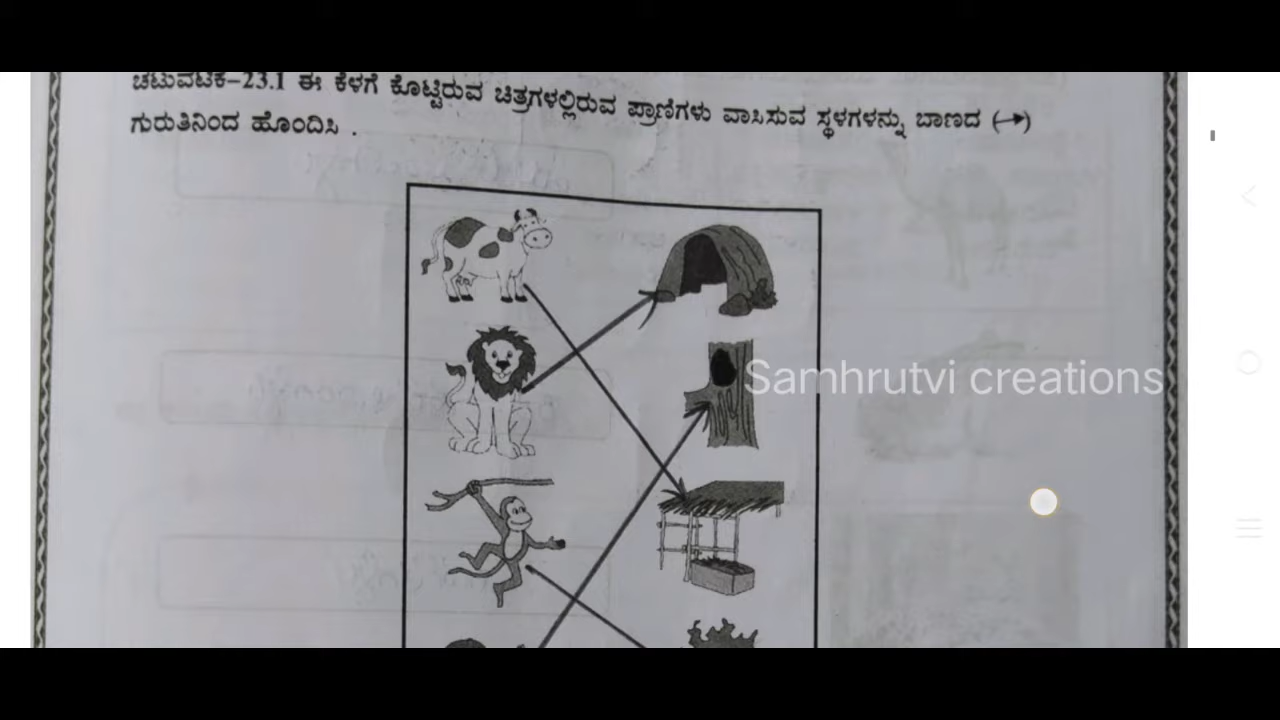 ಚಟುವಟಿಕೆ-23.1 ಈ ಕೆಳಗೆ ಕೊಟ್ಟಿರುವ ಚಿತ್ರಗಳಲ್ಲಿರುವ ಪ್ರಾಣಿಗಳು ವಾಸಿಸುವ ಸ್ಥಳಗಳನ್ನು ಬಾಣದ (→)
ಗುರುತಿನಿಂದ ಹೊಂದಿಸಿ .
Samhrutvi creations